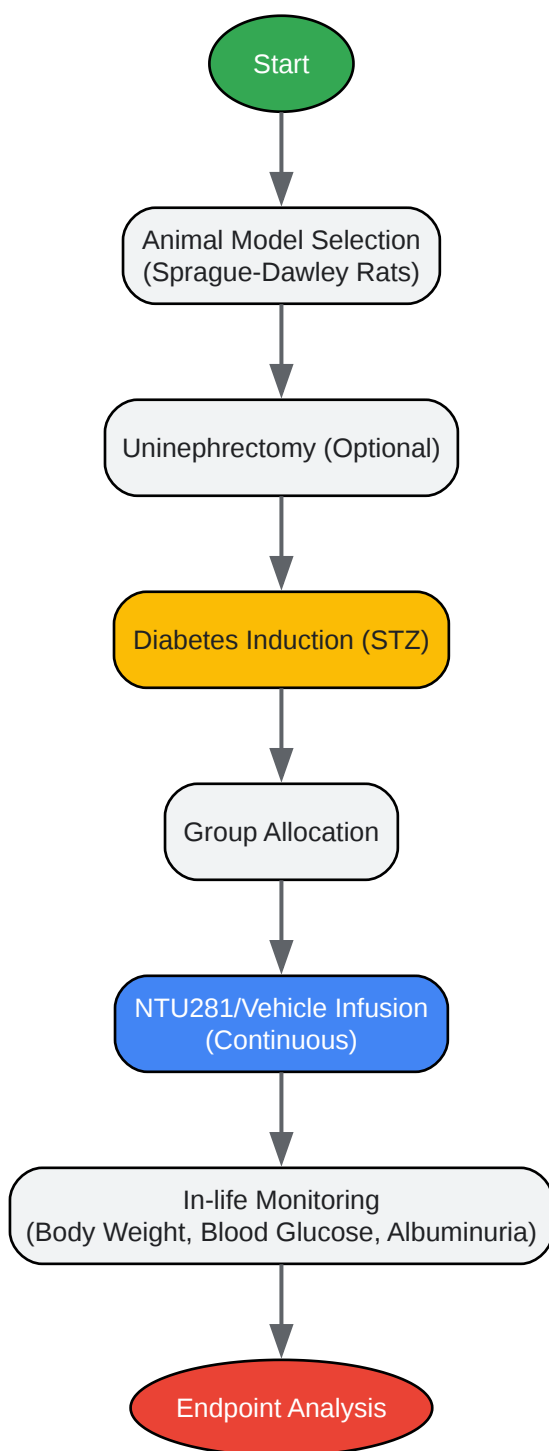 Start
Animal Model Selection
(Sprague-Dawley Rats)
Uninephrectomy (Optional)
Diabetes Induction (STZ)
Group Allocation
NTU281/Vehicle Infusion
(Continuous)
In-life Monitoring
(Body Weight, Blood Glucose, Albuminuria)
Endpoint Analysis